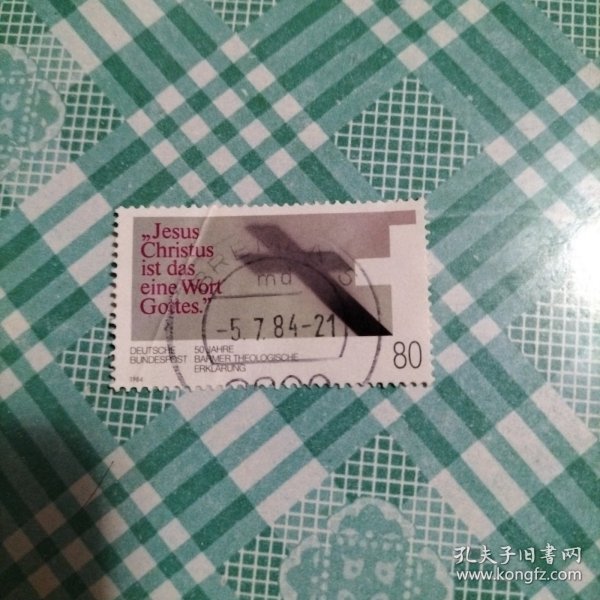 „Jesus
Christus
ist das
eine Wort
Gottes.”
DEUTSCHE
BUNDESPOST
50 JAHRE
BARMER THEOLOGISCHE
ERKLÄRUNG
80
1984
md
-5.7.84-21
孔夫子旧书网
www.kongfz.com